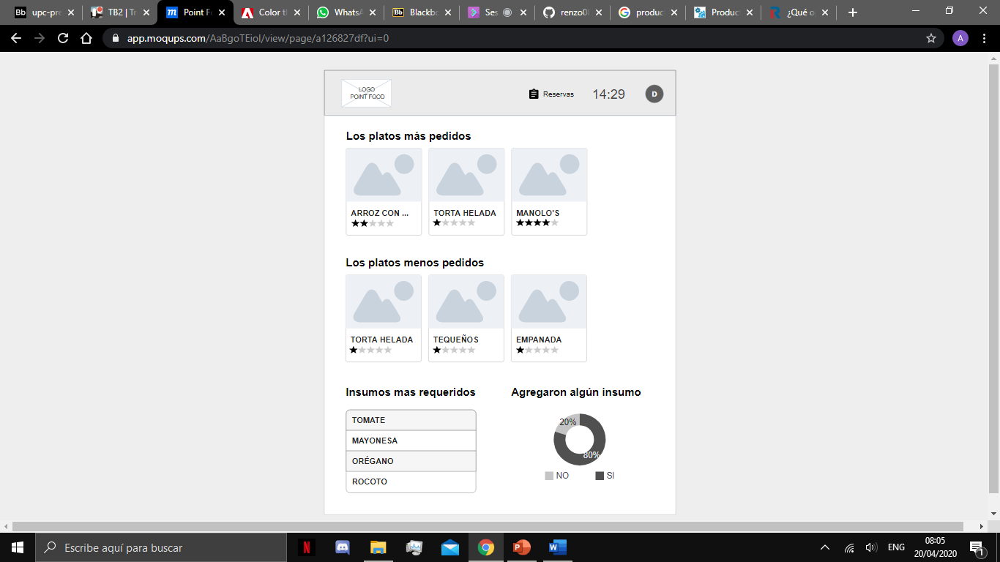 upc-pre
TB2 | Tr
Point F
Color t
WhatsA
Blackbo
Ses
renzo0
produc
Produc
¿Qué o
app.moqups.com/AaBgoTEiol/view/page/a126827df?ui=0
A
LOGO
POINT FOOD
Reservas
14:29
D
Los platos más pedidos
ARROZ CON ...
TORTA HELADA
MANOLO'S
Los platos menos pedidos
TORTA HELADA
TEQUEÑOS
EMPANADA
Insumos mas requeridos
Agregaron algún insumo
TOMATE
MAYONESA
ORÉGANO
ROCOTO
20%
80%
NO
SI
Escribe aquí para buscar
ENG
08:05
20/04/2020
1